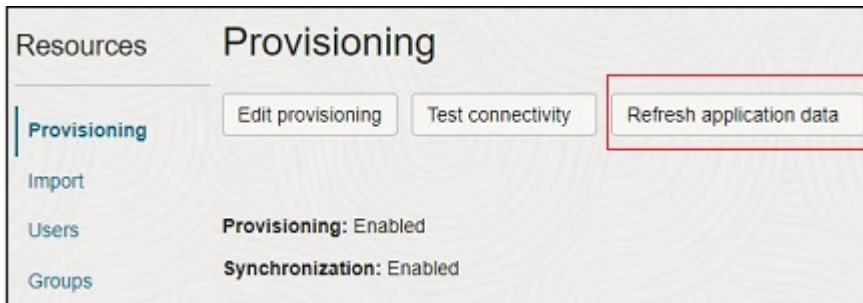 Resources
Provisioning
Import
Users
Groups
Provisioning
Edit provisioning
Test connectivity
Refresh application data
Provisioning: Enabled
Synchronization: Enabled